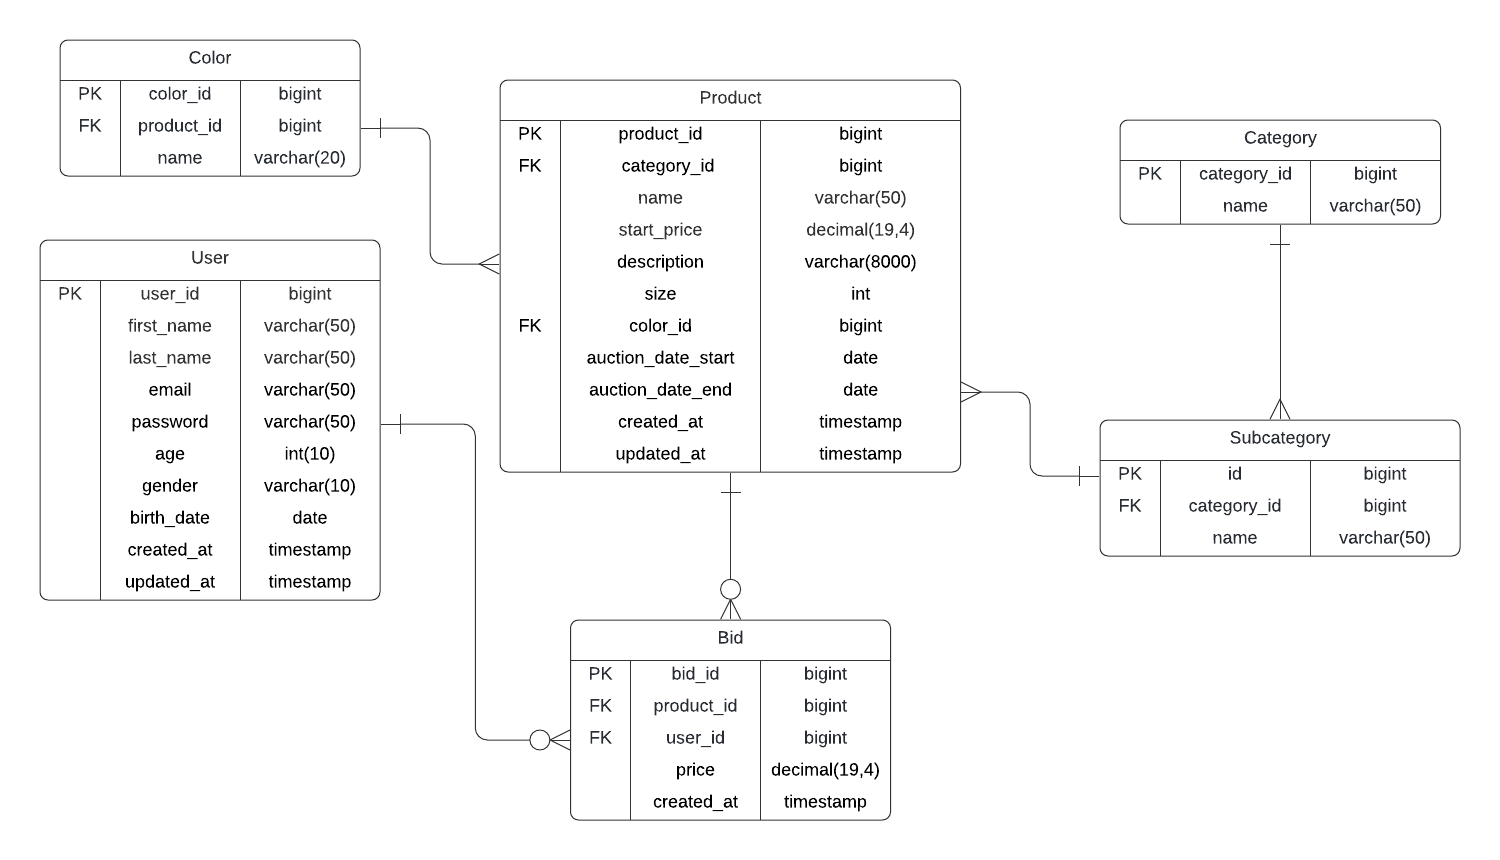 Color
PK color_id bigint
FK product_id bigint
name varchar(20)
User
PK user_id bigint
first_name varchar(50)
last_name varchar(50)
email varchar(50)
password varchar(50)
age int(10)
gender varchar(10)
birth_date date
created_at timestamp
updated_at timestamp
Product
PK product_id bigint
FK category_id bigint
name varchar(50)
start_price decimal(19,4)
description varchar(8000)
size int
FK color_id bigint
auction_date_start date
auction_date_end date
created_at timestamp
updated_at timestamp
Category
PK category_id bigint
name varchar(50)
Subcategory
PK id bigint
FK category_id bigint
name varchar(50)
Bid
PK bid_id bigint
FK product_id bigint
FK user_id bigint
price decimal(19,4)
created_at timestamp